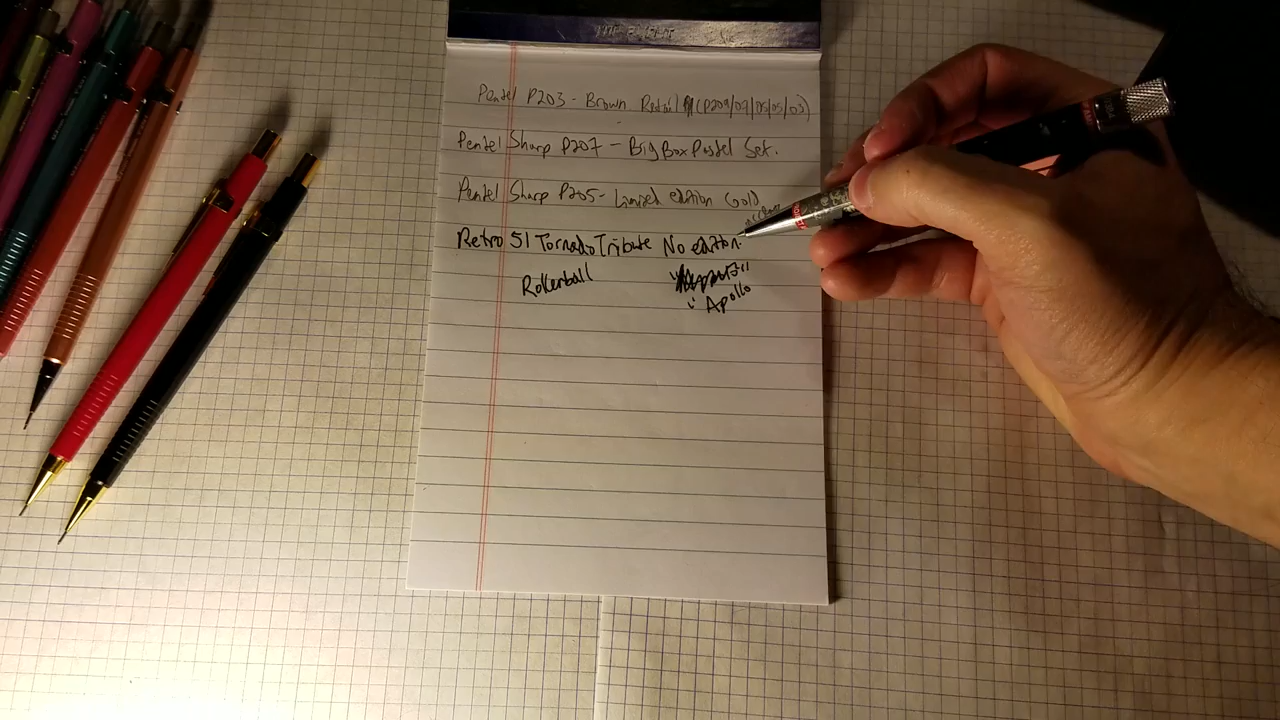 Pentel P203 - Brown Retail (P209/07/05/03)
Pentel Sharp P207 - Big Box Pastel Set.
Pentel Sharp P205 - Limited edition Gold
Retro 51 Tornado Tribute No edition.
Rollerball
"Apollo